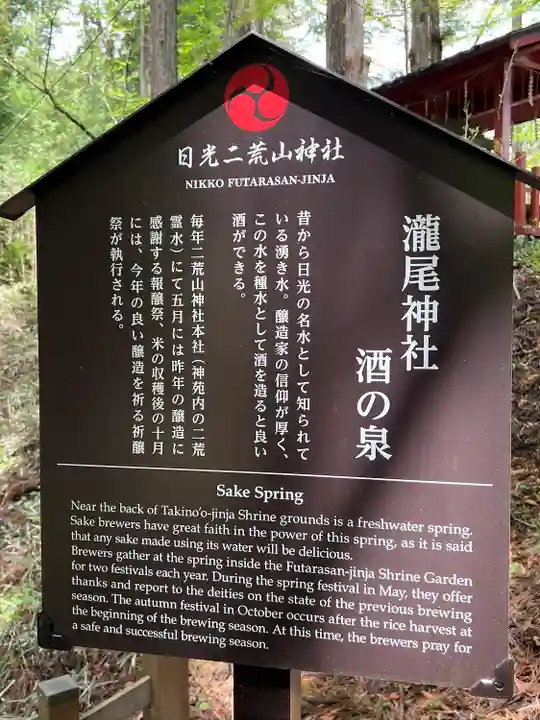 日光二荒山神社
NIKKO FUTARASAN-JINJA
瀧尾神社
酒の泉
昔から日光の名水として知られて
いる湧き水。醸造家の信仰が厚く、
この水を種水として酒を造ると良い
酒ができる。
毎年二荒山神社本社（神苑内の二荒
霊水）にて五月には昨年の醸造に
感謝する報醸祭、米の収穫後の十月
には、今年の良い醸造を祈る祈醸
祭が執行される。
Sake Spring
Near the back of Takino'o-jinja Shrine grounds is a freshwater spring.
Sake brewers have great faith in the power of this spring, as it is said
that any sake made using its water will be delicious.
Brewers gather at the spring inside the Futarasan-jinja Shrine Garden
for two festivals each year. During the spring festival in May, they offer
thanks and report to the deities on the state of the previous brewing
season. The autumn festival in October occurs after the rice harvest at
the beginning of the brewing season. At this time, the brewers pray for
a safe and successful brewing season.